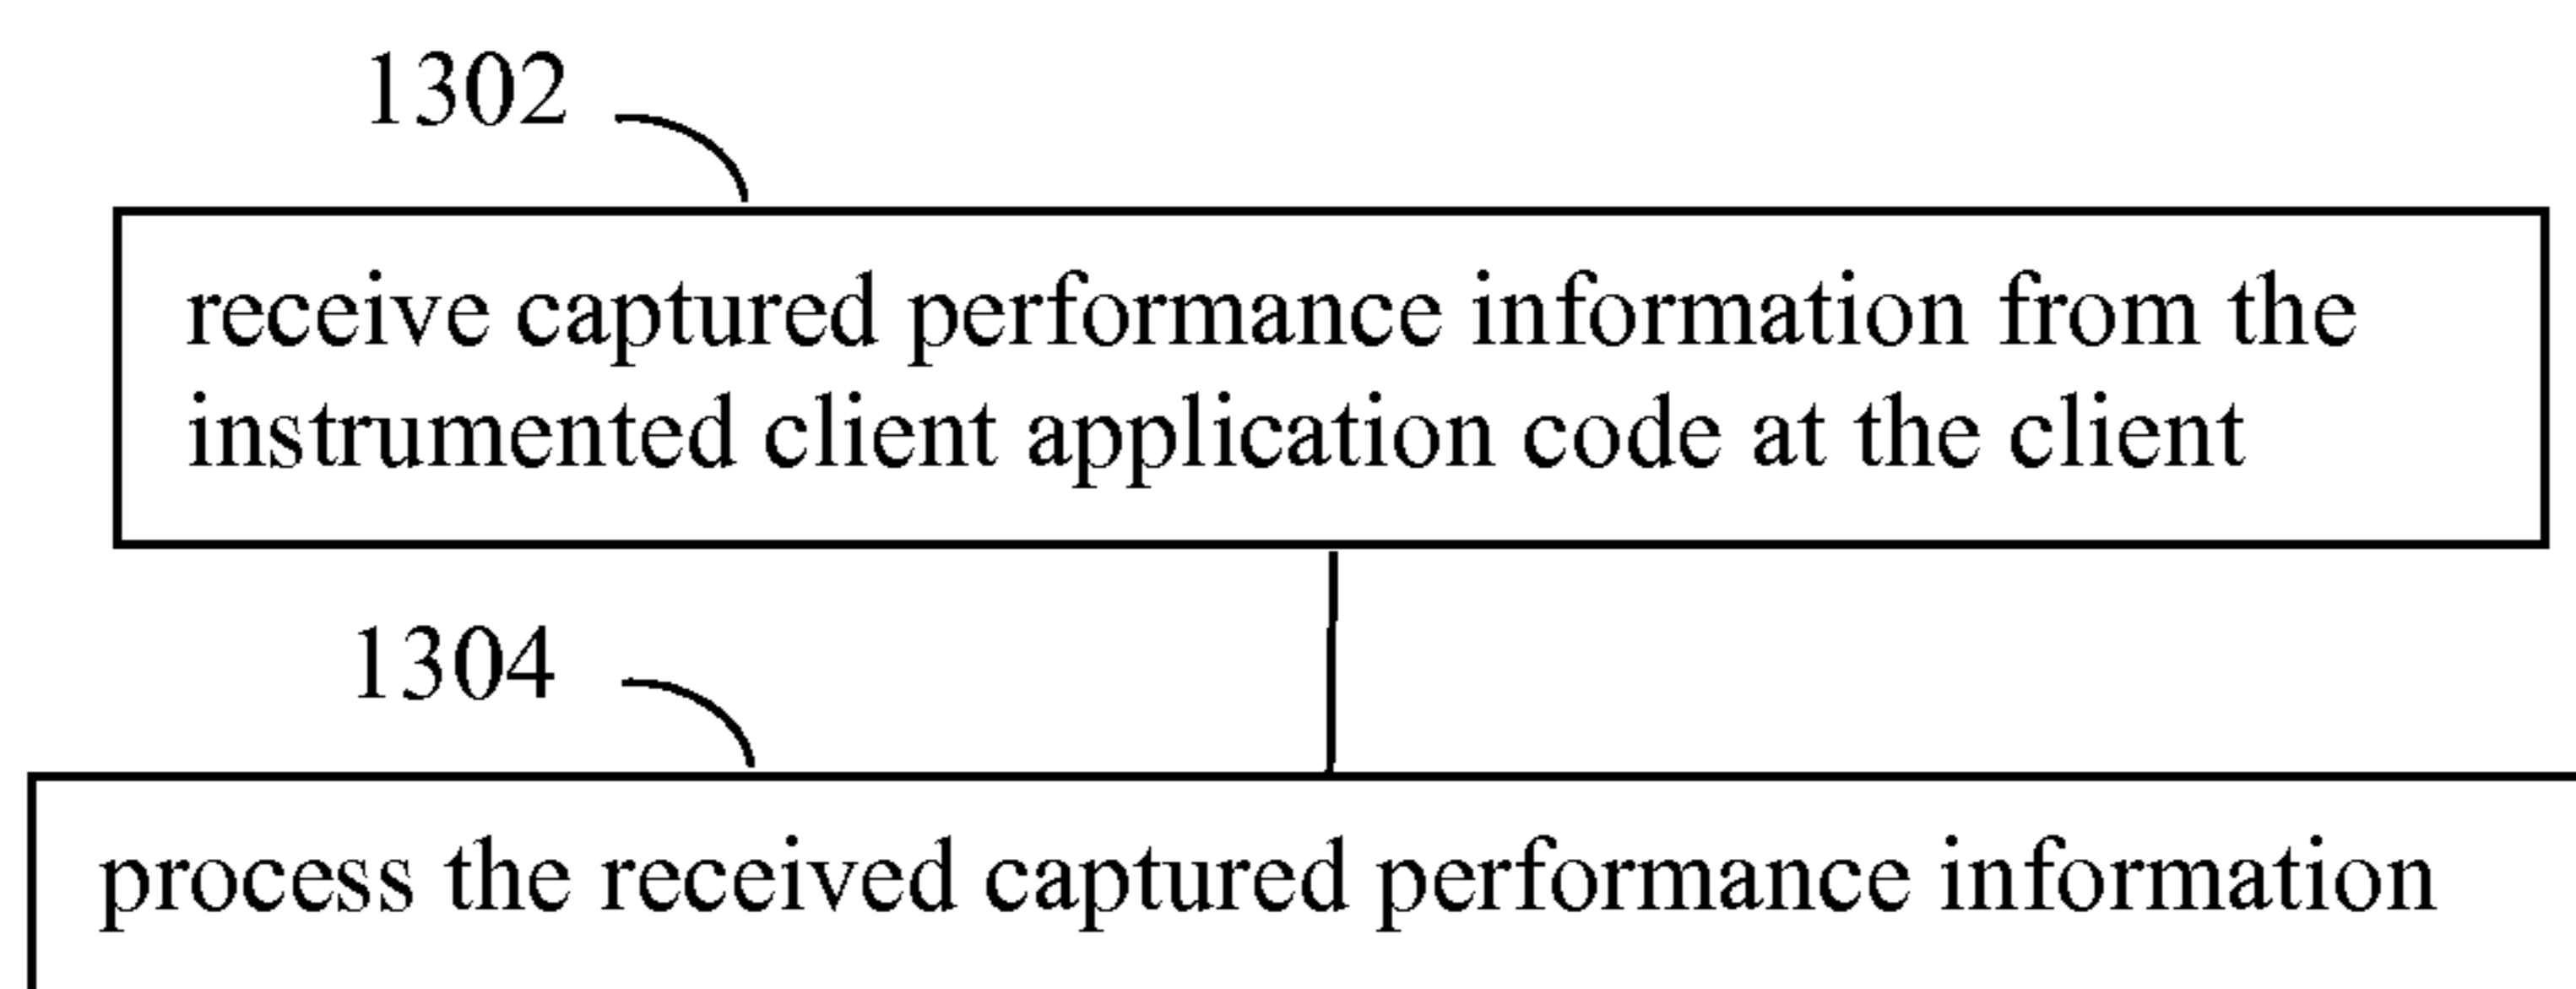 1302
receive captured performance information from the
instrumented client application code at the client
1304
process the received captured performance information